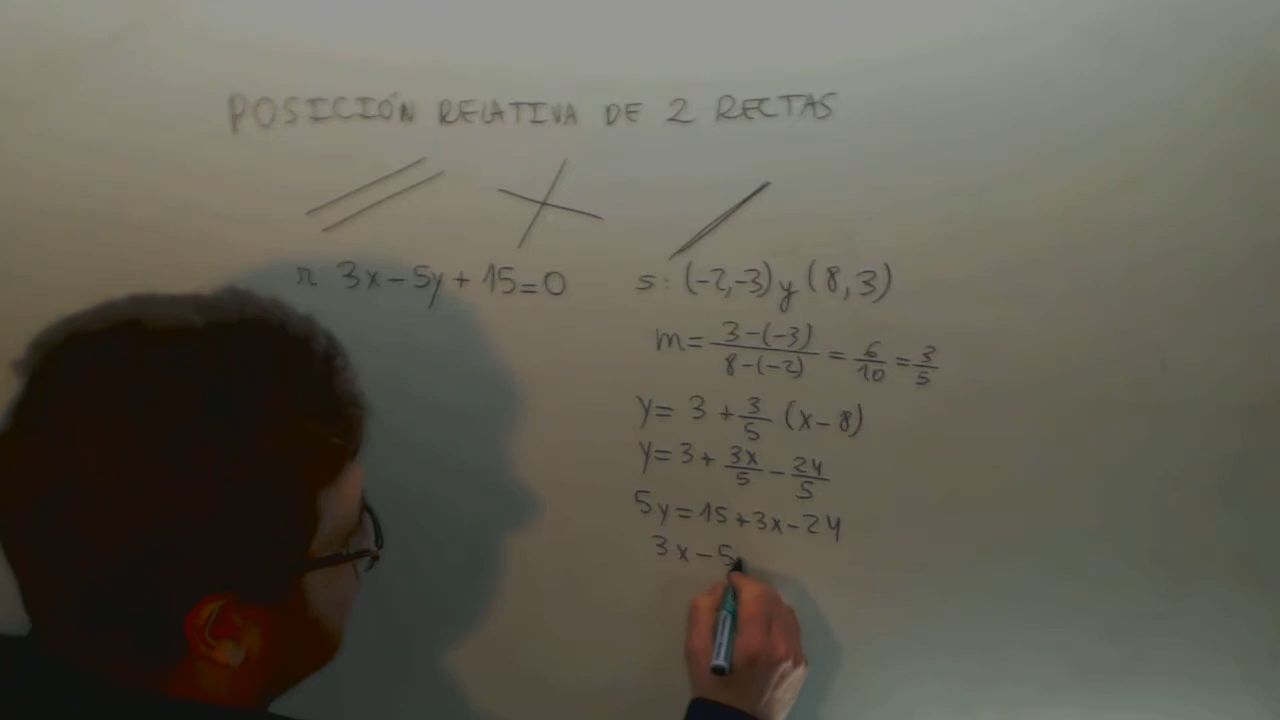 POSICIÓN RELATIVA DE 2 RECTAS
r: 3x-5y+15=0
s: (-2,-3) y (8,3)
m= 3-(-3)/8-(-2) = 6/10 = 3/5
y= 3 + 3/5 (x-8)
y= 3 + 3x/5 - 24/5
5y=15+3x-24
3x-5